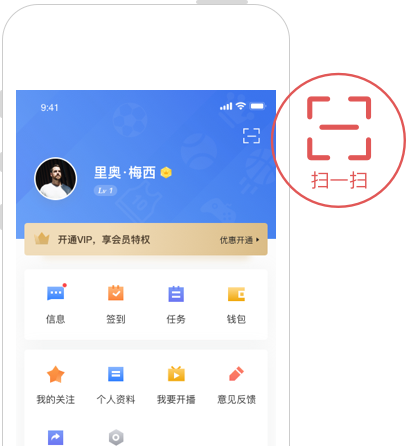 9:41
里奥·梅西
Lv.1
扫一扫
开通VIP，享会员特权
优惠开通
信息 签到 任务 钱包
我的关注 个人资料 我要开播 意见反馈